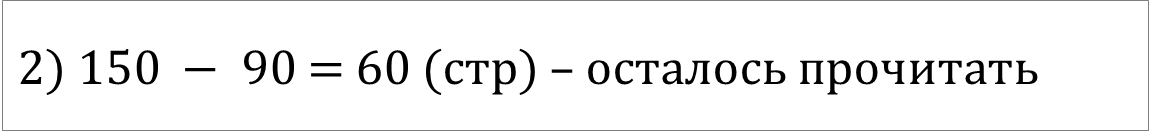 2) 150 − 90 = 60 (стр) – осталось прочитать